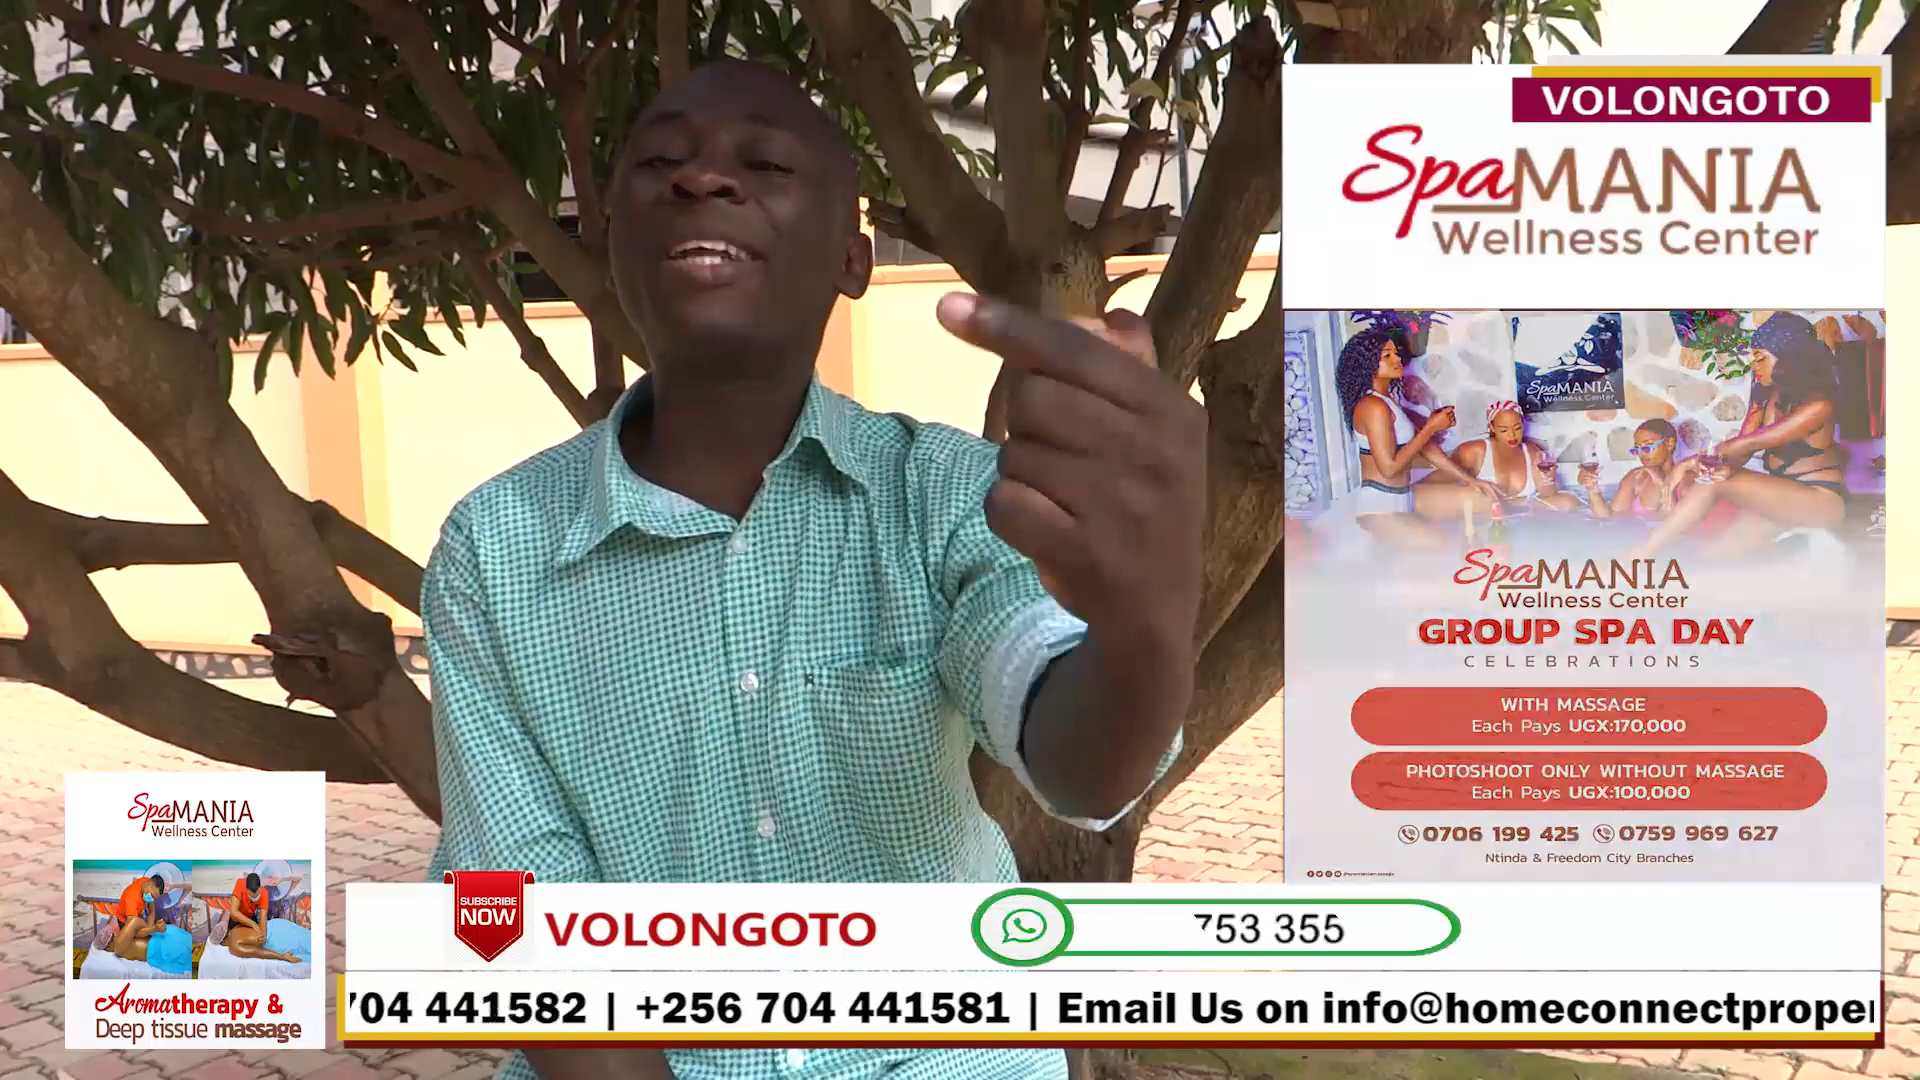 VOLONGOTO
SpaMANIA
Wellness Center
SpaMANIA
Wellness Center
SpaMANIA
Wellness Center
GROUP SPA DAY
CELEBRATIONS
WITH MASSAGE
Each Pays UGX:170,000
PHOTOSHOOT ONLY WITHOUT MASSAGE
Each Pays UGX:100,000
0706 199 425 0759 969 627
Ntinda & Freedom City Branches
SpaMANIA
Wellness Center
Aromatherapy &
Deep tissue massage
SUBSCRIBE
NOW
VOLONGOTO
753 355
704 441582 | +256 704 441581 | Email Us on info@homeconnectproper